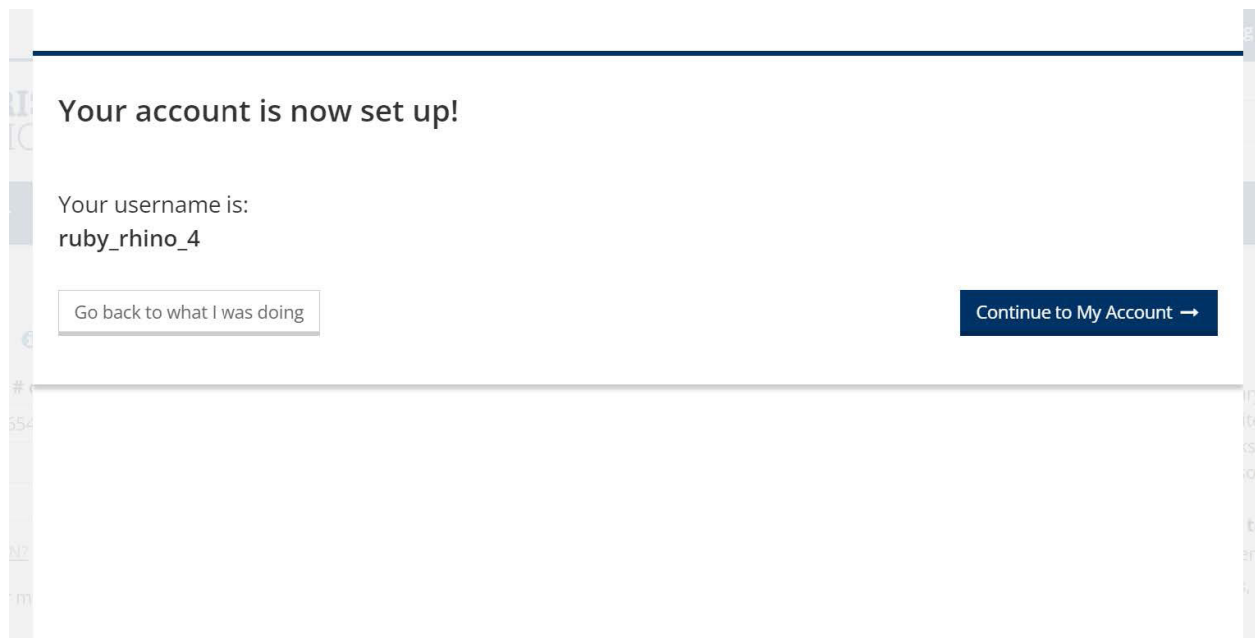 Your account is now set up!
Your username is:
ruby_rhino_4
Go back to what I was doing
Continue to My Account →